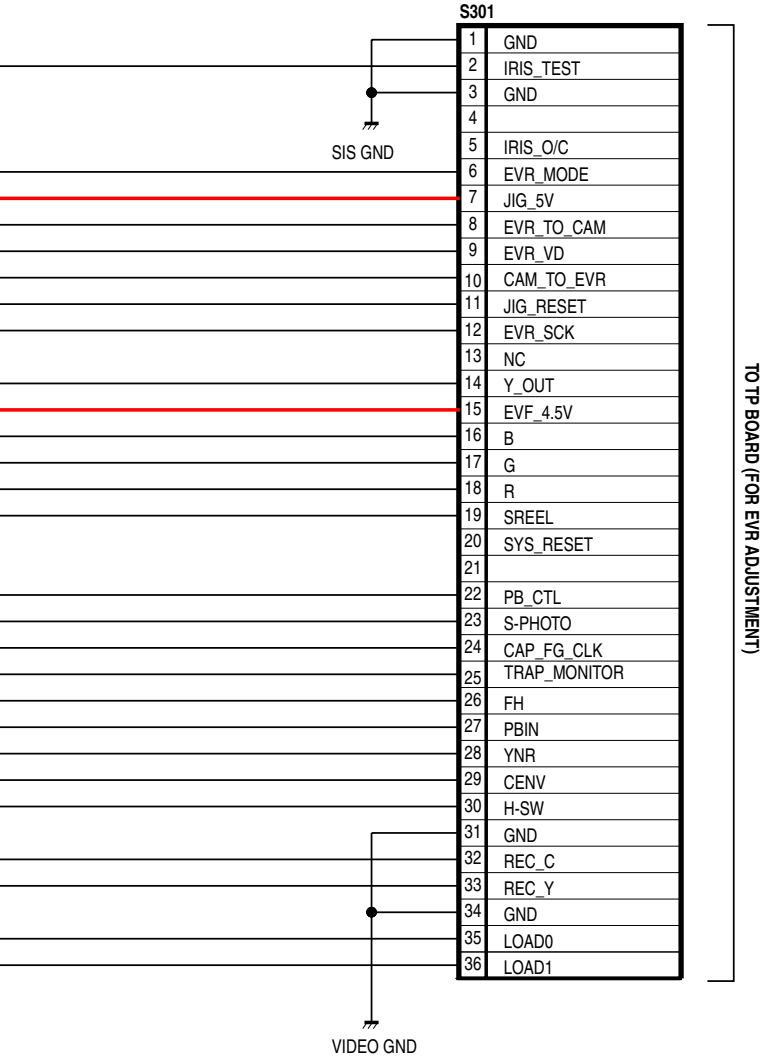 S301
1 GND
2 IRIS_TEST
3 GND
4
SIS GND
5 IRIS_O/C
6 EVR_MODE
7 JIG_5V
8 EVR_TO_CAM
9 EVR_VD
10 CAM_TO_EVR
11 JIG_RESET
12 EVR_SCK
13 NC
14 Y_OUT
15 EVF_4.5V
16 B
17 G
18 R
19 SREEL
20 SYS_RESET
21
22 PB_CTL
23 S-PHOTO
24 CAP_FG_CLK
25 TRAP_MONITOR
26 FH
27 PBIN
28 YNR
29 CENV
30 H-SW
31 GND
32 REC_C
33 REC_Y
34 GND
35 LOAD0
36 LOAD1
VIDEO GND
TO TP BOARD (FOR EVR ADJUSTMENT)